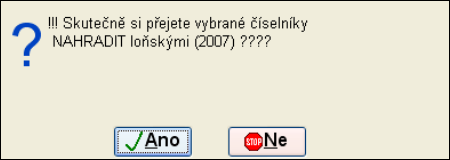 !!! Skutečně si přejete vybrané číselníky
NAHRADIT loňskými (2007) ????
Ano
STOP Ne